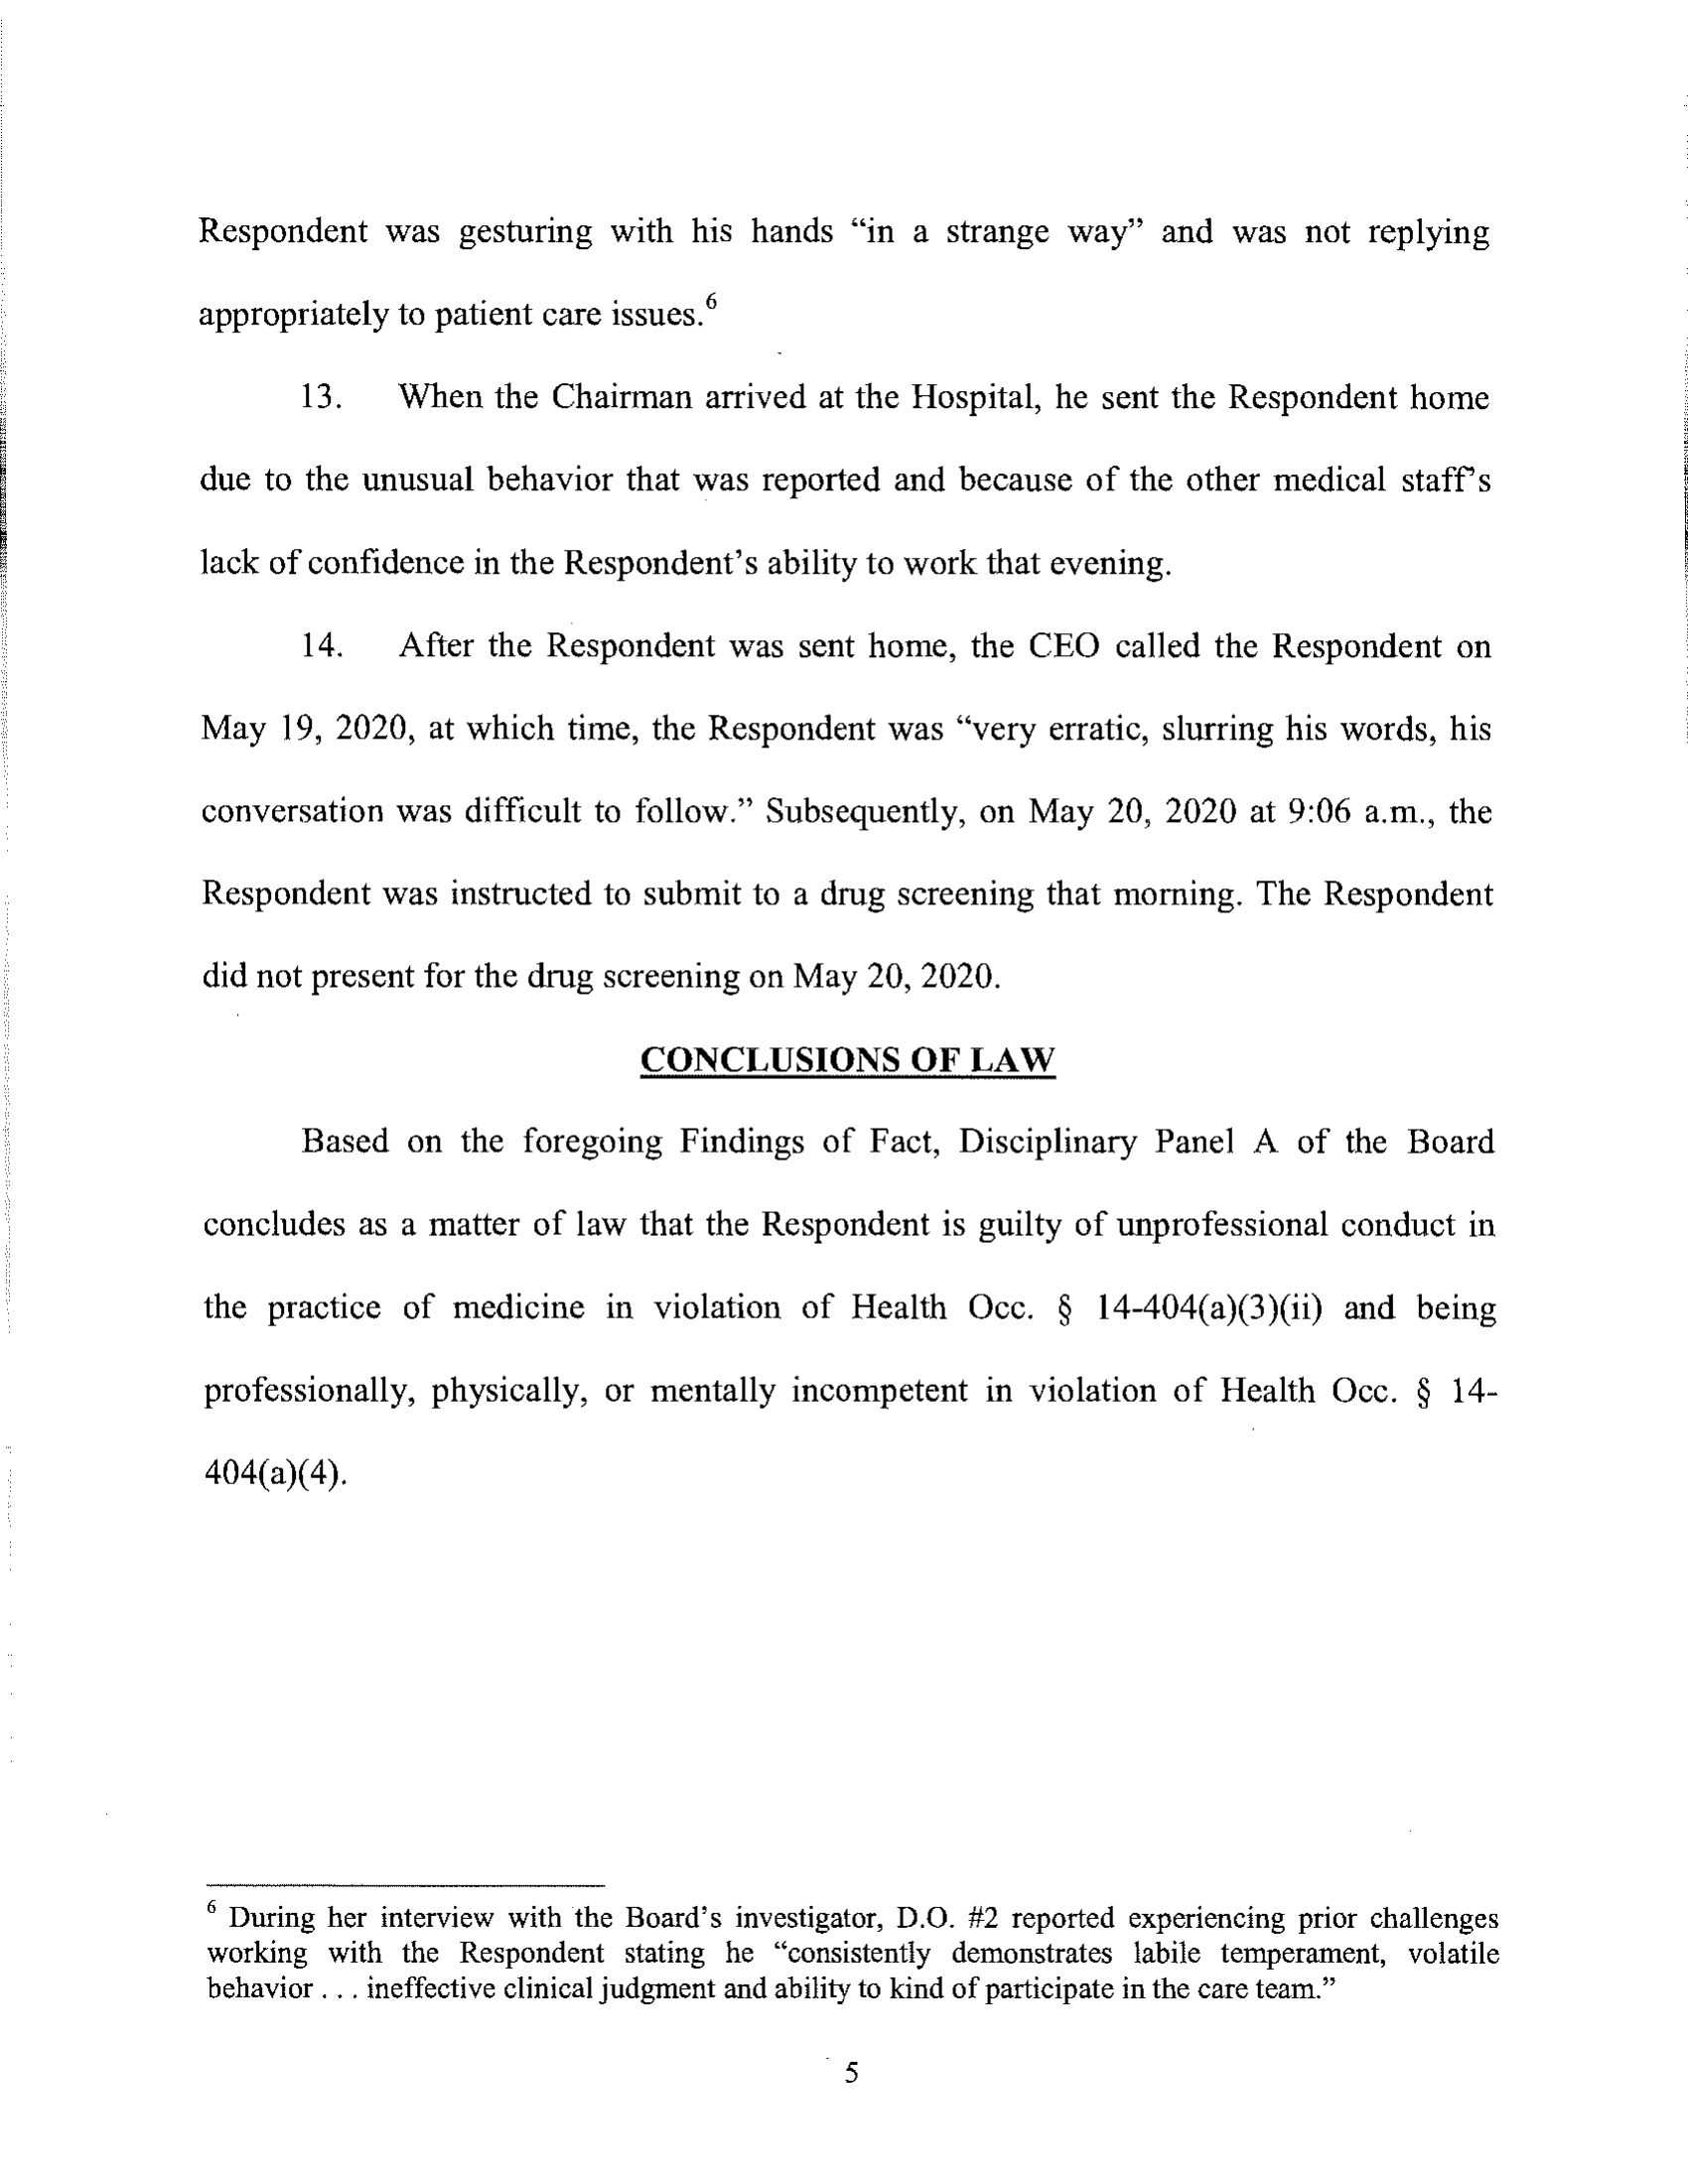 Respondent was gesturing with his hands “in a strange way” and was not replying
appropriately to patient care issues.6
13. When the Chairman arrived at the Hospital, he sent the Respondent home
due to the unusual behavior that was reported and because of the other medical staff’s
lack of confidence in the Respondent’s ability to work that evening.
14. After the Respondent was sent home, the CEO called the Respondent on
May 19, 2020, at which time, the Respondent was “very erratic, slurring his words, his
conversation was difficult to follow.” Subsequently, on May 20, 2020 at 9:06 a.m., the
Respondent was instructed to submit to a drug screening that morning. The Respondent
did not present for the drug screening on May 20, 2020.
CONCLUSIONS OF LAW
Based on the foregoing Findings of Fact, Disciplinary Panel A of the Board
concludes as a matter of law that the Respondent is guilty of unprofessional conduct in
the practice of medicine in violation of Health Occ. § 14-404(a)(3)(ii) and being
professionally, physically, or mentally incompetent in violation of Health Occ. § 14-
404(a)(4).
6 During her interview with the Board’s investigator, D.O. #2 reported experiencing prior challenges
working with the Respondent stating he “consistently demonstrates labile temperament, volatile
behavior . . . ineffective clinical judgment and ability to kind of participate in the care team.”
5